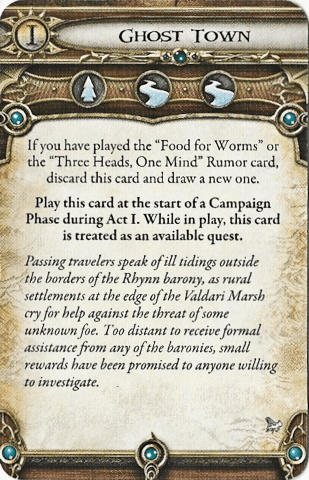 I
Ghost Town
If you have played the “Food for Worms” or
the “Three Heads, One Mind” Rumor card,
discard this card and draw a new one.
Play this card at the start of a Campaign
Phase during Act I. While in play, this card
is treated as an available quest.
Passing travelers speak of ill tidings outside
the borders of the Rhynn barony, as rural
settlements at the edge of the Valdari Marsh
cry for help against the threat of some
unknown foe. Too distant to receive formal
assistance from any of the baronies, small
rewards have been promised to anyone willing
to investigate.